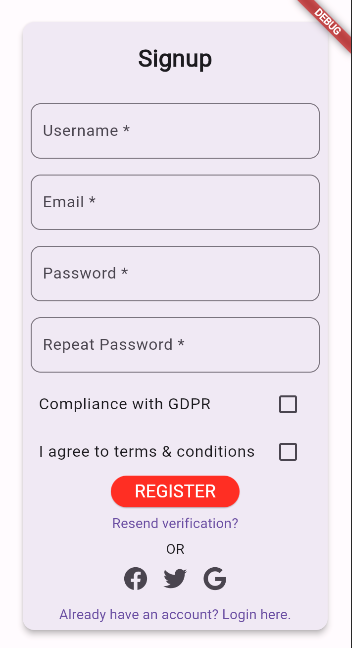 DEBUG
Signup
Username *
Email *
Password *
Repeat Password *
Compliance with GDPR
I agree to terms & conditions
REGISTER
Resend verification?
OR
Already have an account? Login here.